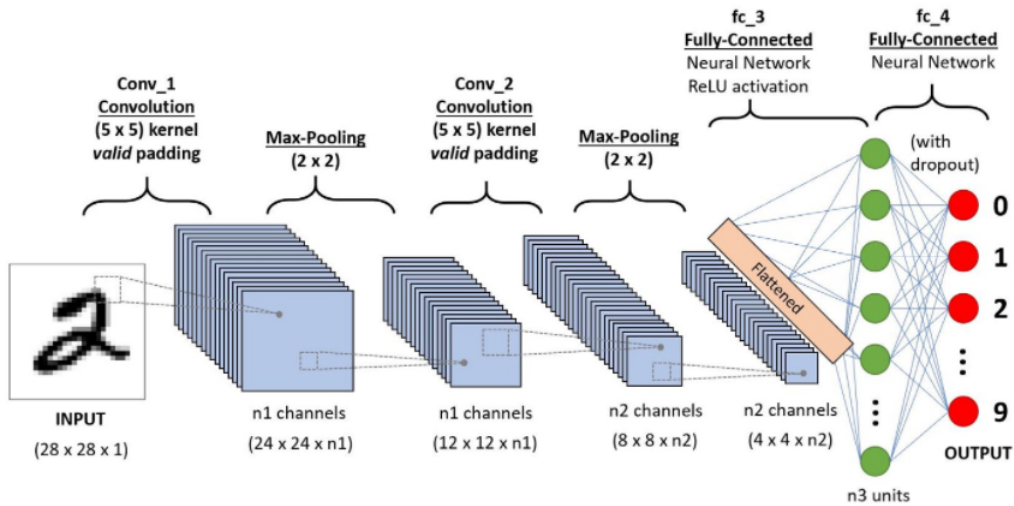 Conv_1
Convolution
(5 x 5) kernel
valid padding
Max-Pooling
(2 x 2)
Conv_2
Convolution
(5 x 5) kernel
valid padding
Max-Pooling
(2 x 2)
fc_3
Fully-Connected
Neural Network
ReLU activation
fc_4
Fully-Connected
Neural Network
(with
dropout)
2
INPUT
(28 x 28 x 1)
n1 channels
(24 x 24 x n1)
n1 channels
(12 x 12 x n1)
n2 channels
(8 x 8 x n2)
n2 channels
(4 x 4 x n2)
Flattened
n3 units
0
1
2
9
OUTPUT